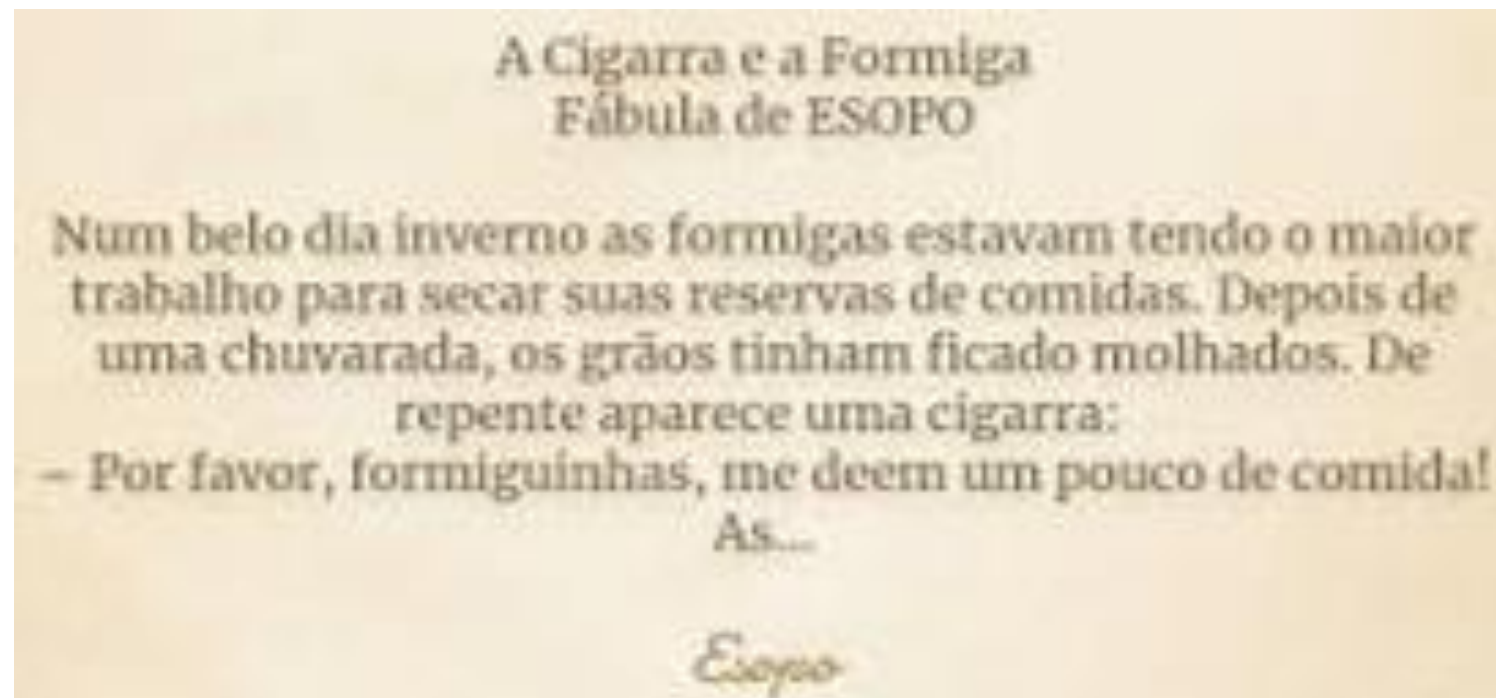 A Cigarra e a Formiga
Fábula de ESOPO
Num belo dia inverno as formigas estavam tendo o maior
trabalho para secar suas reservas de comidas. Depois de
uma chuvarada, os grãos tinham ficado molhados. De
repente aparece uma cigarra:
– Por favor, formiguinhas, me deem um pouco de comida!
As...
Esopo